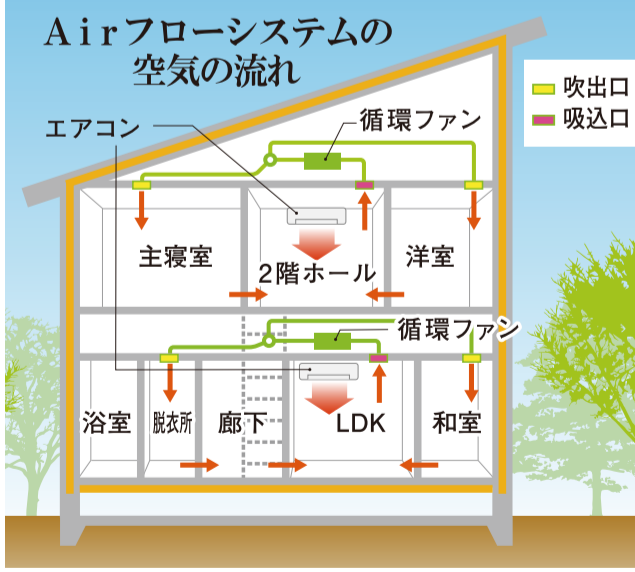 Airフローシステムの
空気の流れ
吹出口
吸込口
エアコン
循環ファン
主寝室
2階ホール
洋室
循環ファン
浴室
脱衣所
廊下
LDK
和室